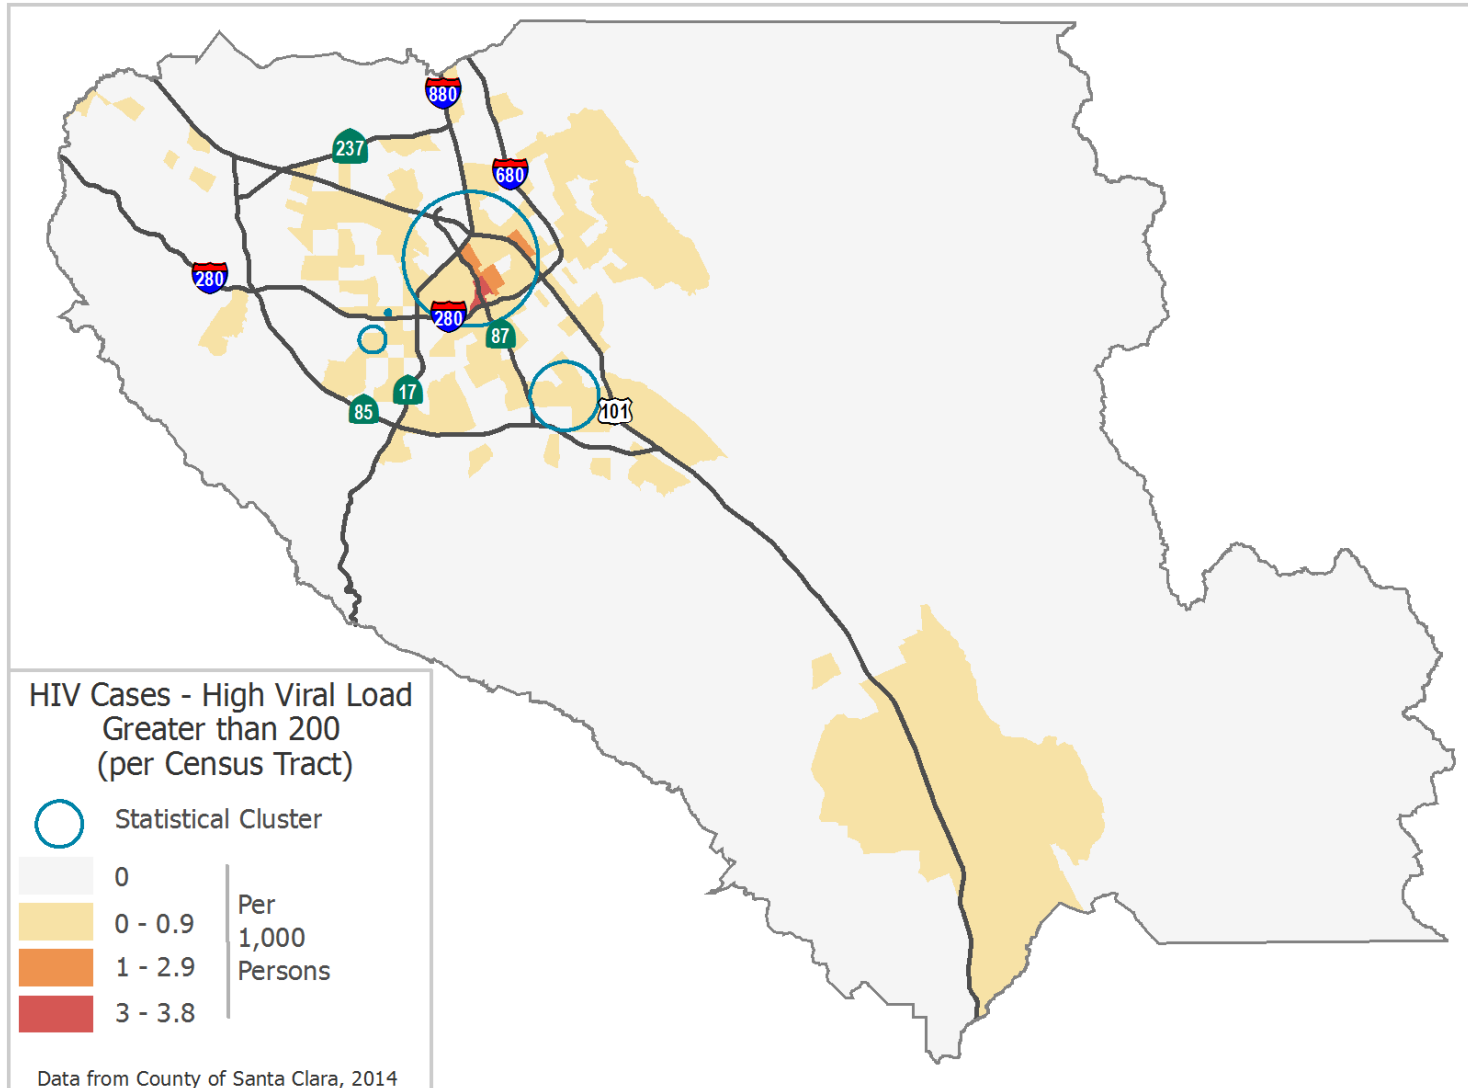 880
237
680
280
280
87
17
85
101
HIV Cases - High Viral Load
Greater than 200
(per Census Tract)
Statistical Cluster
0
0 - 0.9
1 - 2.9
3 - 3.8
Per
1,000
Persons
Data from County of Santa Clara, 2014